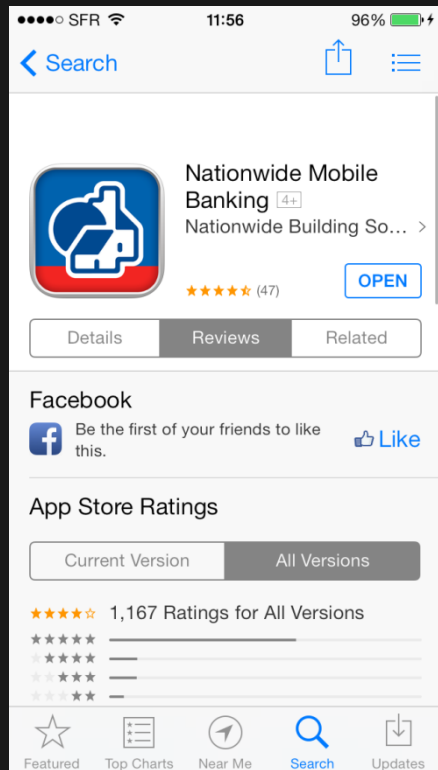 SFR 11:56 96%
Search
Nationwide Mobile
Banking 4+
Nationwide Building So...
(47) OPEN
Details Reviews Related
Facebook
Be the first of your friends to like
this.
Like
App Store Ratings
Current Version All Versions
1,167 Ratings for All Versions
Featured Top Charts Near Me Search Updates